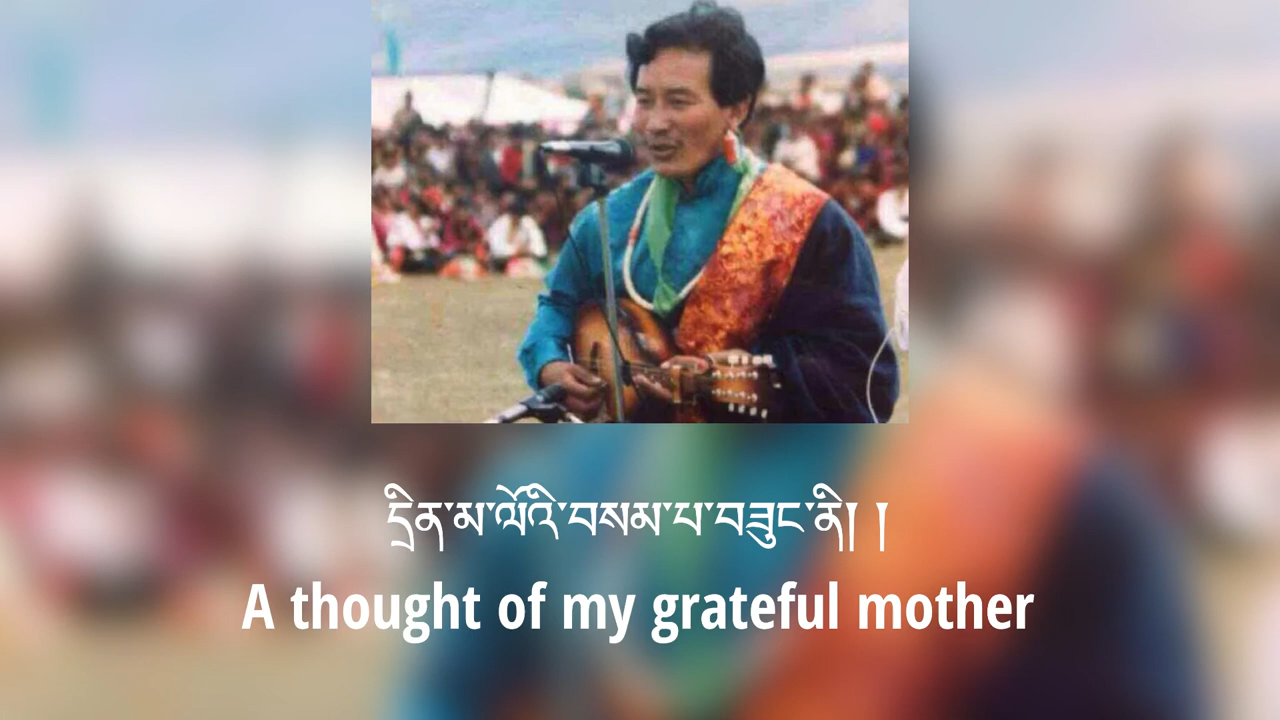 དྲིན་མ་ལོའི་བསམ་པ་བཟུང་ནི། །
A thought of my grateful mother